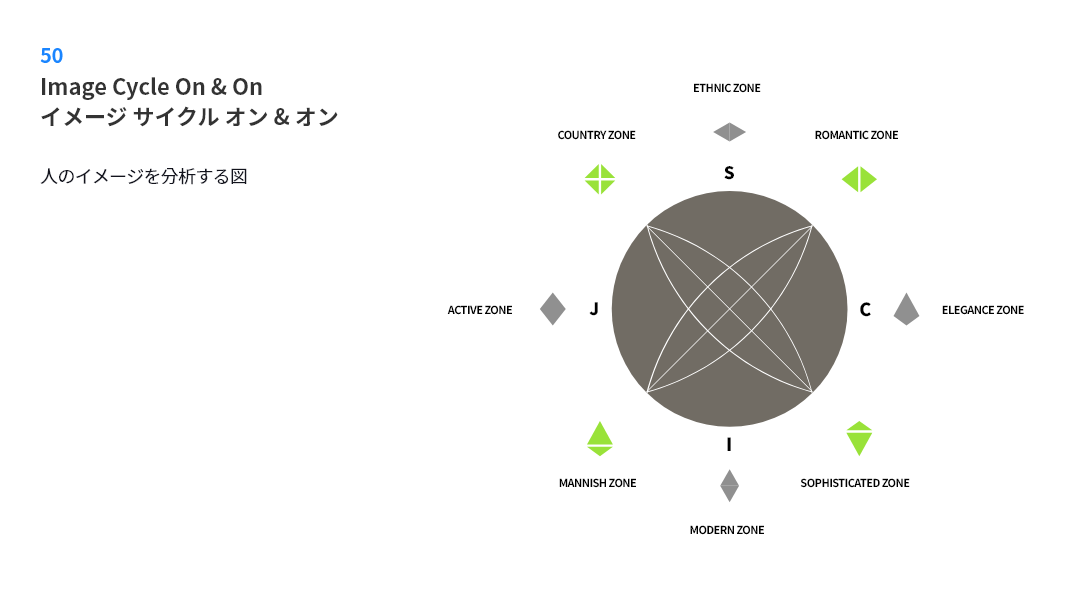 50
Image Cycle On & On
イメージ サイクル オン & オン
人のイメージを分析する図
ETHNIC ZONE
COUNTRY ZONE
ROMANTIC ZONE
S
ACTIVE ZONE
J
C
ELEGANCE ZONE
I
MANNISH ZONE
SOPHISTICATED ZONE
MODERN ZONE